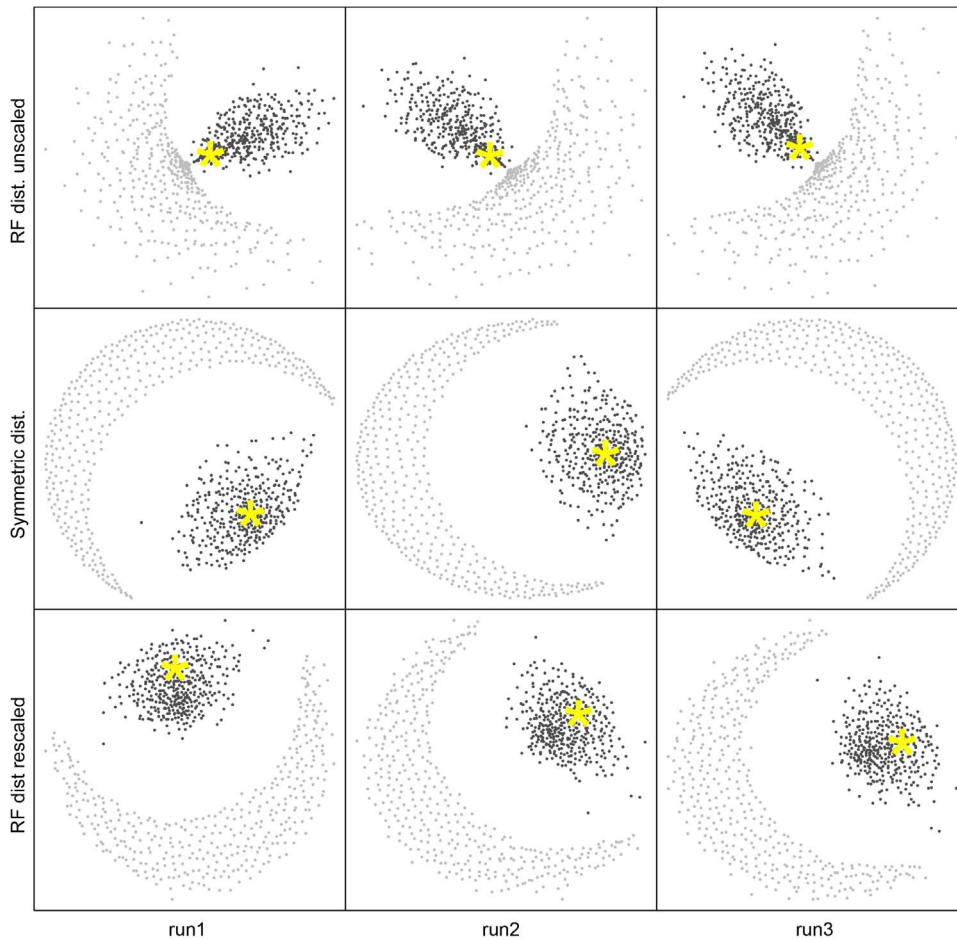 RF dist. unscaled
Symmetric dist.
RF dist rescaled
run1
run2
run3